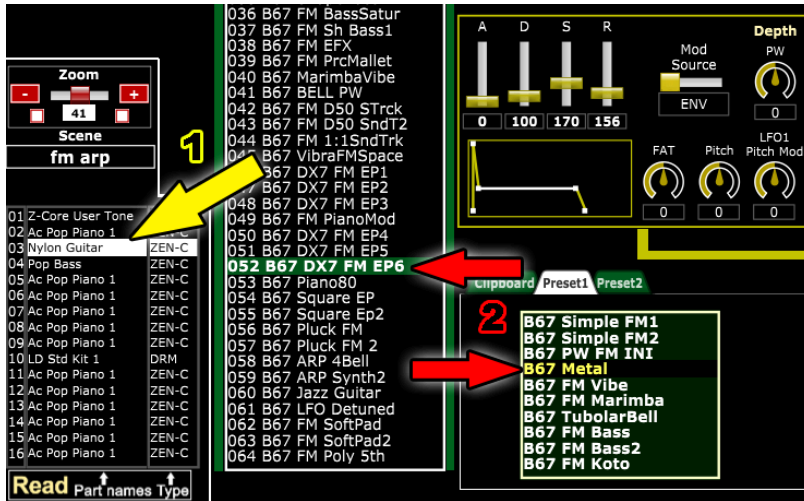 Zoom
-
+
41
Scene
fm arp
01 Z-Core User Tone
02 Ac Pop Piano 1 ZEN-C
03 Nylon Guitar ZEN-C
04 Pop Bass ZEN-C
05 Ac Pop Piano 1 ZEN-C
06 Ac Pop Piano 1 ZEN-C
07 Ac Pop Piano 1 ZEN-C
08 Ac Pop Piano 1 ZEN-C
09 Ac Pop Piano 1 ZEN-C
10 LD Std Kit 1 DRM
11 Ac Pop Piano 1 ZEN-C
12 Ac Pop Piano 1 ZEN-C
13 Ac Pop Piano 1 ZEN-C
14 Ac Pop Piano 1 ZEN-C
15 Ac Pop Piano 1 ZEN-C
16 Ac Pop Piano 1 ZEN-C
Read Part names Type
1
036 B67 FM BassSatur
037 B67 FM Sh Bass1
038 B67 FM EFX
039 B67 FM PrcMallet
040 B67 MarimbaVibe
041 B67 BELL PW
042 B67 FM D50 STrck
043 B67 FM D50 SndT2
044 B67 FM 1:1SndTrk
B67 VibraFMSpace
B67 DX7 FM EP1
B67 DX7 FM EP2
048 B67 DX7 FM EP3
049 B67 FM PianoMod
050 B67 DX7 FM EP4
051 B67 DX7 FM EP5
052 B67 DX7 FM EP6
053 B67 Piano80
054 B67 Square EP
055 B67 Square Ep2
056 B67 Pluck FM
057 B67 Pluck FM 2
058 B67 ARP 4Bell
059 B67 ARP Synth2
060 B67 Jazz Guitar
061 B67 LFO Detuned
062 B67 FM SoftPad
063 B67 FM SoftPad2
064 B67 FM Poly 5th
A D S R
0 100 170 156
Mod
Source
ENV
Depth
PW
0
FAT
0
Pitch
0
LFO1
Pitch Mod
0
Clipboard Preset1 Preset2
2
B67 Simple FM1
B67 Simple FM2
B67 PW FM INI
B67 Metal
B67 FM Vibe
B67 FM Marimba
B67 TubolarBell
B67 FM Bass
B67 FM Bass2
B67 FM Koto